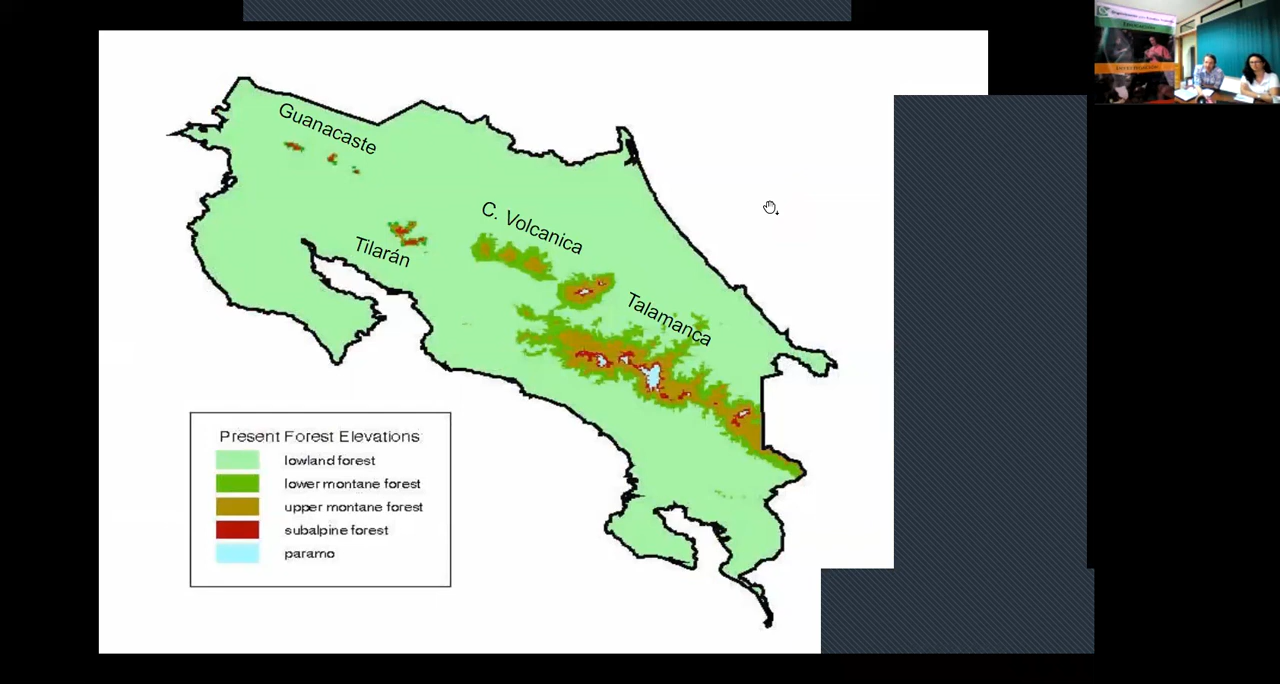 Guanacaste
C. Volcanica
Tilarán
Talamanca
Present Forest Elevations
lowland forest
lower montane forest
upper montane forest
subalpine forest
paramo